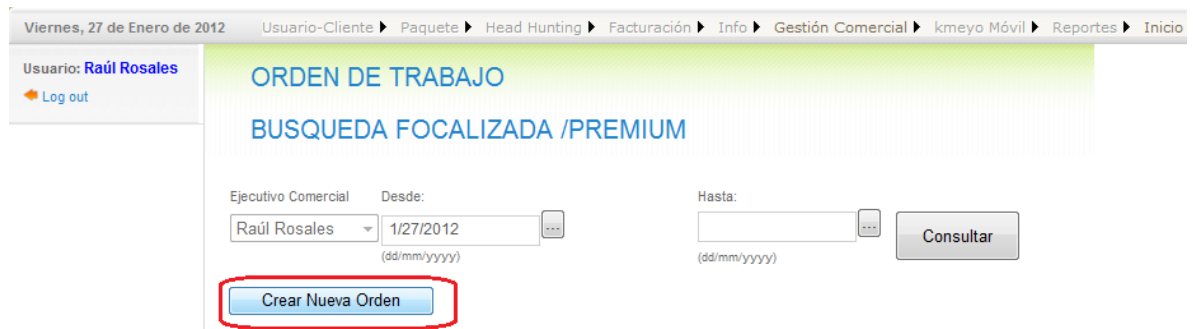 Viernes, 27 de Enero de 2012 Usuario-Cliente Paquete Head Hunting Facturación Info Gestión Comercial kmeyo Móvil Reportes Inicio
Usuario: Raúl Rosales
Log out
ORDEN DE TRABAJO
BUSQUEDA FOCALIZADA /PREMIUM
Ejecutivo Comercial Desde: Hasta:
Raúl Rosales 1/27/2012 ... ... Consultar
(dd/mm/yyyy) (dd/mm/yyyy)
Crear Nueva Orden